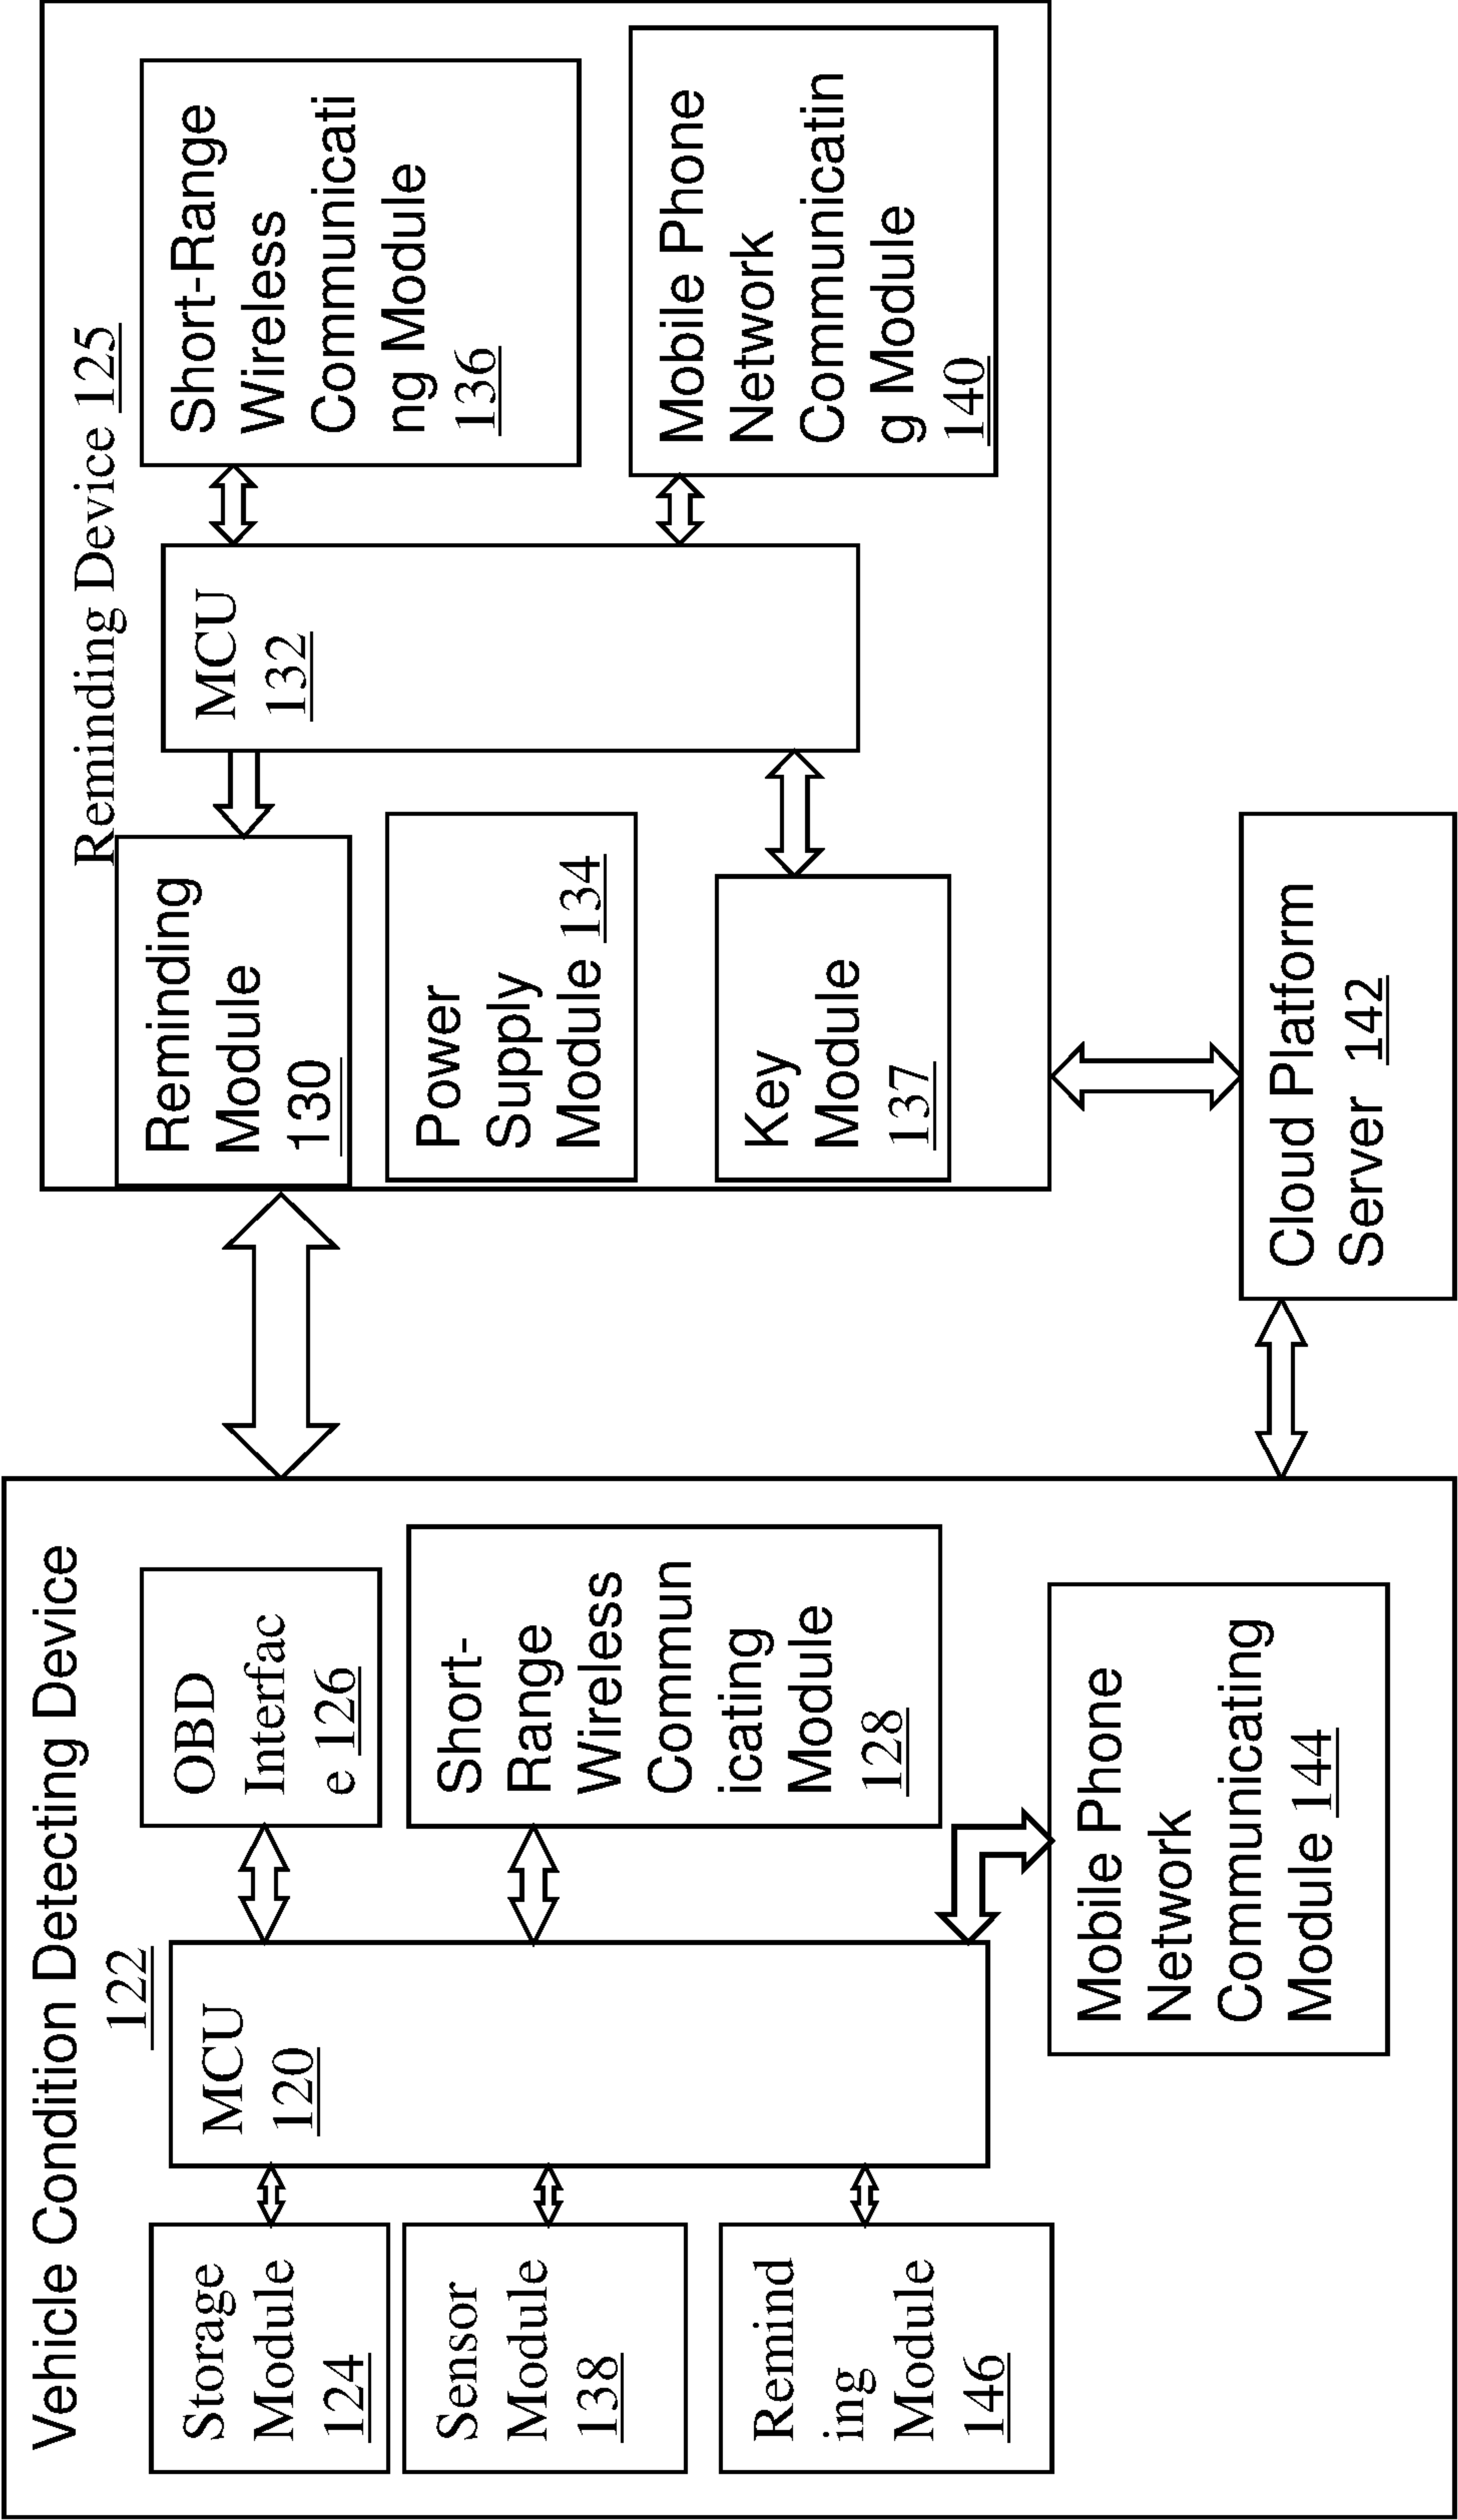 Vehicle Condition Detecting Device
122
Storage
Module
124
Sensor
Module
138
Remind
ing
Module
146
MCU
120
OBD
Interfac
e 126
Short-
Range
Wireless
Commun
icating
Module
128
Mobile Phone
Network
Communicating
Module 144
Reminding Device 125
Reminding
Module
130
Power
Supply
Module 134
Key
Module
137
MCU
132
Short-Range
Wireless
Communicati
ng Module
136
Mobile Phone
Network
Communicatin
g Module
140
Cloud Platform
Server 142